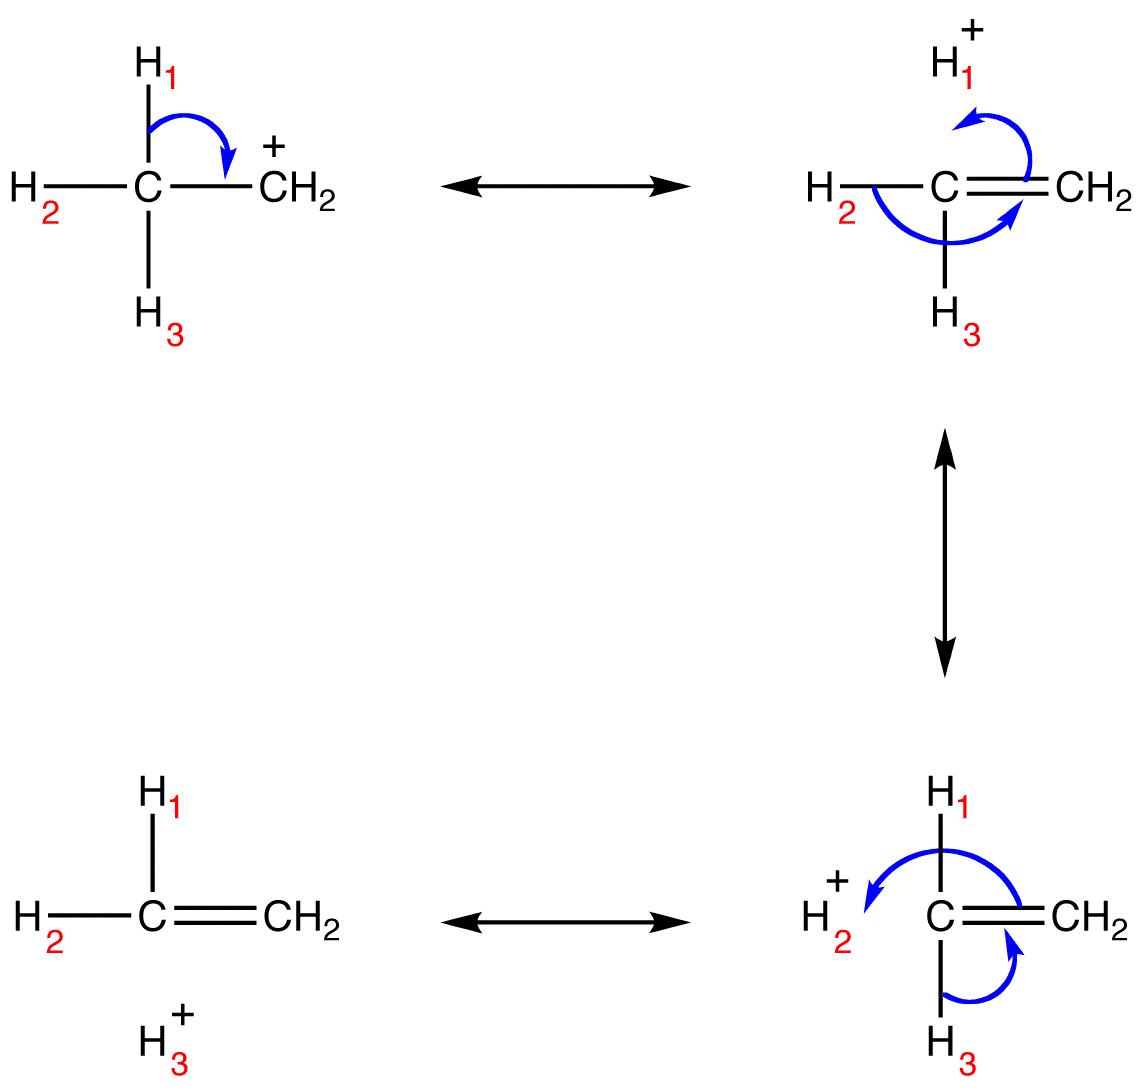 H1 H1+
H2 C +CH2 H2 C CH2
H3 H3
H1 H1
H2 C CH2 H2+ C CH2
H3+ H3